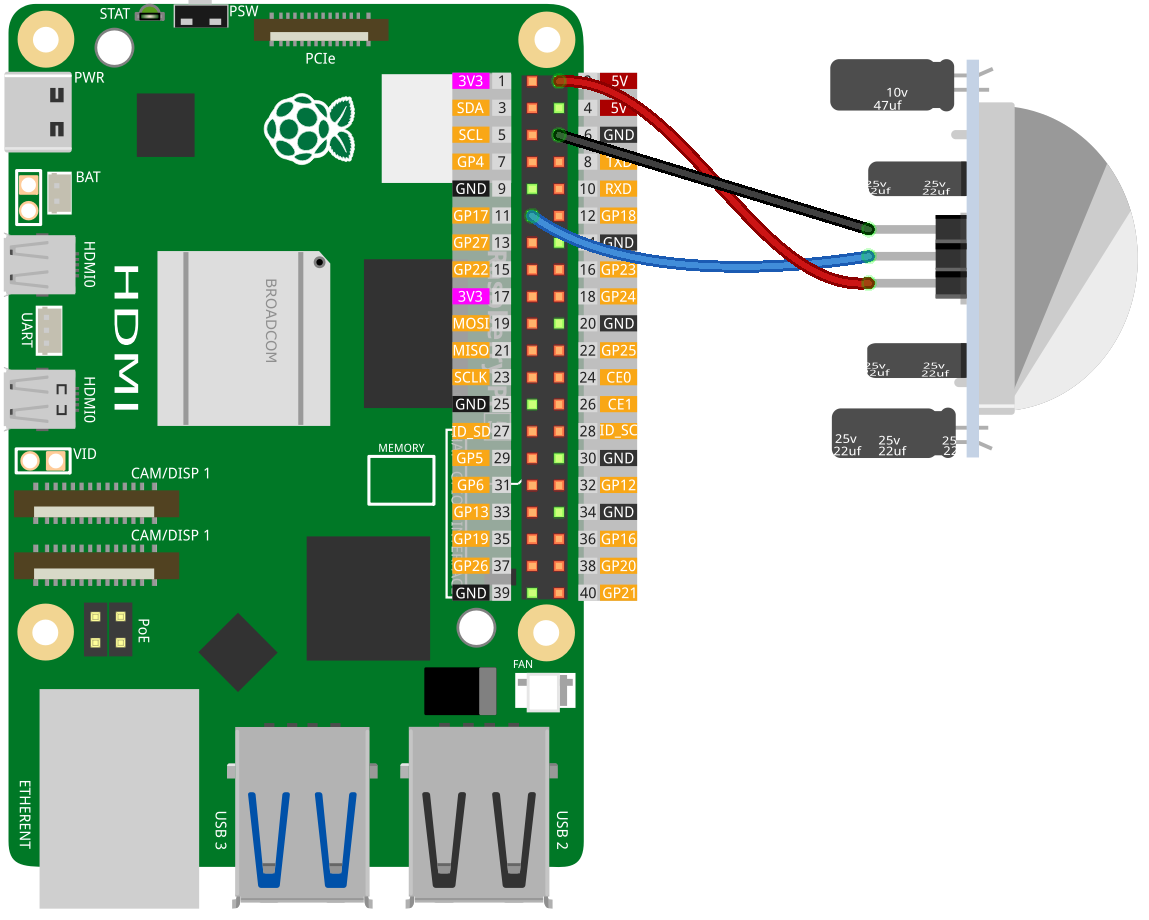 STAT
PSW
PCIe
PWR
BAT
HDMI0
UART
HDMI
BROADCOM
HDMI0
MEMORY
VID
CAM/DISP 1
CAM/DISP 1
PoE
FAN
ETHERENT
USB 3
USB 2
3V3 1 5V
SDA 3 4 5V
SCL 5 6 GND
GP4 7 8 TXD
GND 9 10 RXD
GP17 11 12 GP18
GP27 13 GND
GP22 15 16 GP23
3V3 17 18 GP24
MOSI 19 20 GND
MISO 21 22 GP25
SCLK 23 24 CE0
GND 25 26 CE1
ID_SD 27 28 ID_SC
GP5 29 30 GND
GP6 31 32 GP12
GP13 33 34 GND
GP19 35 36 GP16
GP26 37 38 GP20
GND 39 40 GP21
10v
47uf
25v 25v
22uf 22uf
25v 25v
22uf 22uf
25v 25v 25
22uf 22uf 22